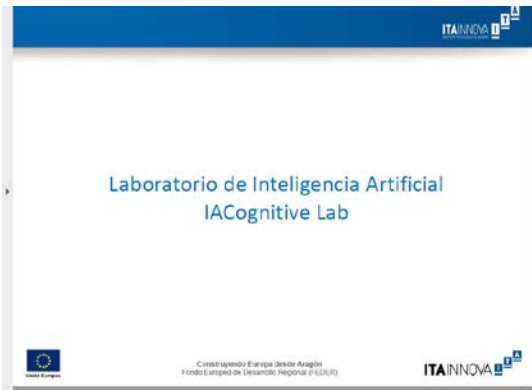 ITAINNOVA
Laboratorio de Inteligencia Artificial
IACognitive Lab
Construyendo Europa desde Aragón
Fondo Europeo de Desarrollo Regional (FEDER)
Unión Europea
ITAINNOVA